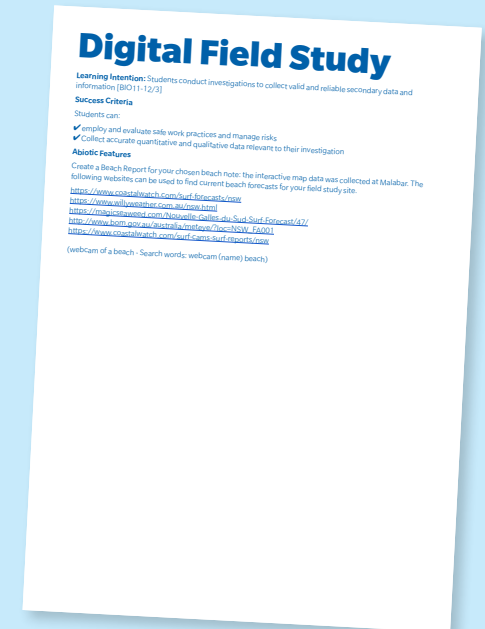 Digital Field Study
Learning Intention: Students conduct investigations to collect valid and reliable secondary data and
information [BIO11-12/3]
Success Criteria
Students can:
✔employ and evaluate safe work practices and manage risks
✔Collect accurate quantitative and qualitative data relevant to their investigation
Abiotic Features
Create a Beach Report for your chosen beach note: the interactive map data was collected at Malabar. The
following websites can be used to find current beach forecasts for your field study site.
https://www.coastalwatch.com/surf-forecasts/nsw
https://www.willyweather.com.au/nsw.html
https://magicseaweed.com/Nouvelle-Galles-du-Sud-Surf-Forecast/47/
http://www.bom.gov.au/australia/meteye/?loc=NSW_FA001
https://www.coastalwatch.com/surf-cams-surf-reports/nsw
(webcam of a beach - Search words: webcam (name) beach)